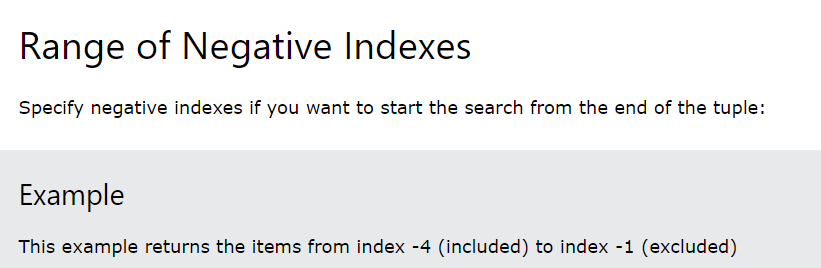 Range of Negative Indexes
Specify negative indexes if you want to start the search from the end of the tuple:
Example
This example returns the items from index -4 (included) to index -1 (excluded)